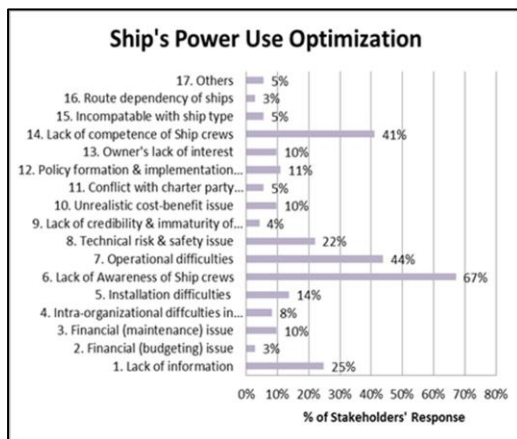 Ship's Power Use Optimization
17. Others 5%
16. Route dependency of ships 3%
15. Incompatable with ship type 5%
14. Lack of competence of Ship crews 41%
13. Owner's lack of interest 10%
12. Policy formation & implementation... 11%
11. Conflict with charter party... 5%
10. Unrealistic cost-benefit issue 10%
9. Lack of credibility & immaturity of... 4%
8. Technical risk & safety issue 22%
7. Operational difficulties 44%
6. Lack of Awareness of Ship crews 67%
5. Installation difficulties 14%
4. Intra-organizational diffculties in... 8%
3. Financial (maintenance) issue 10%
2. Financial (budgeting) issue 3%
1. Lack of information 25%
0% 10% 20% 30% 40% 50% 60% 70% 80%
% of Stakeholders' Response